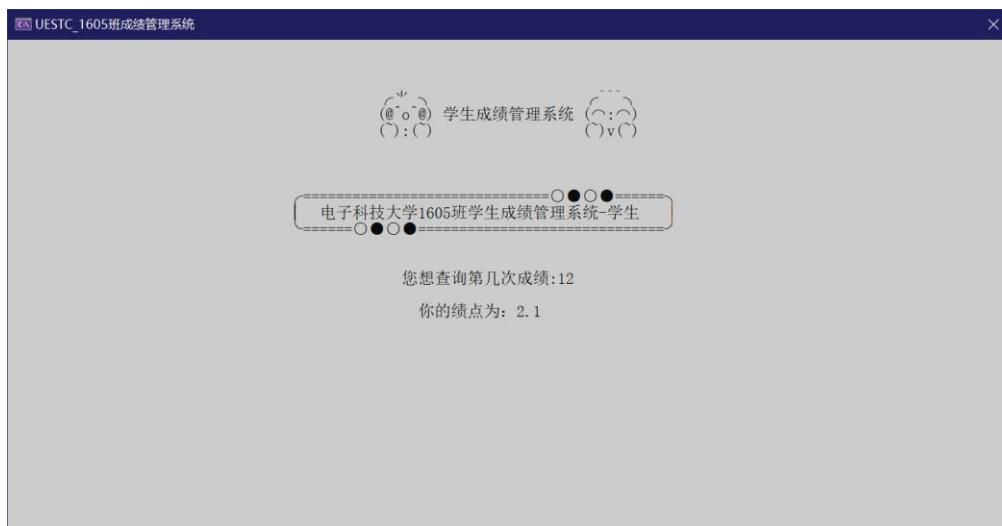 UESTC_1605班成绩管理系统
学生成绩管理系统
电子科技大学1605班学生成绩管理系统-学生
您想查询第几次成绩:12
你的绩点为: 2.1